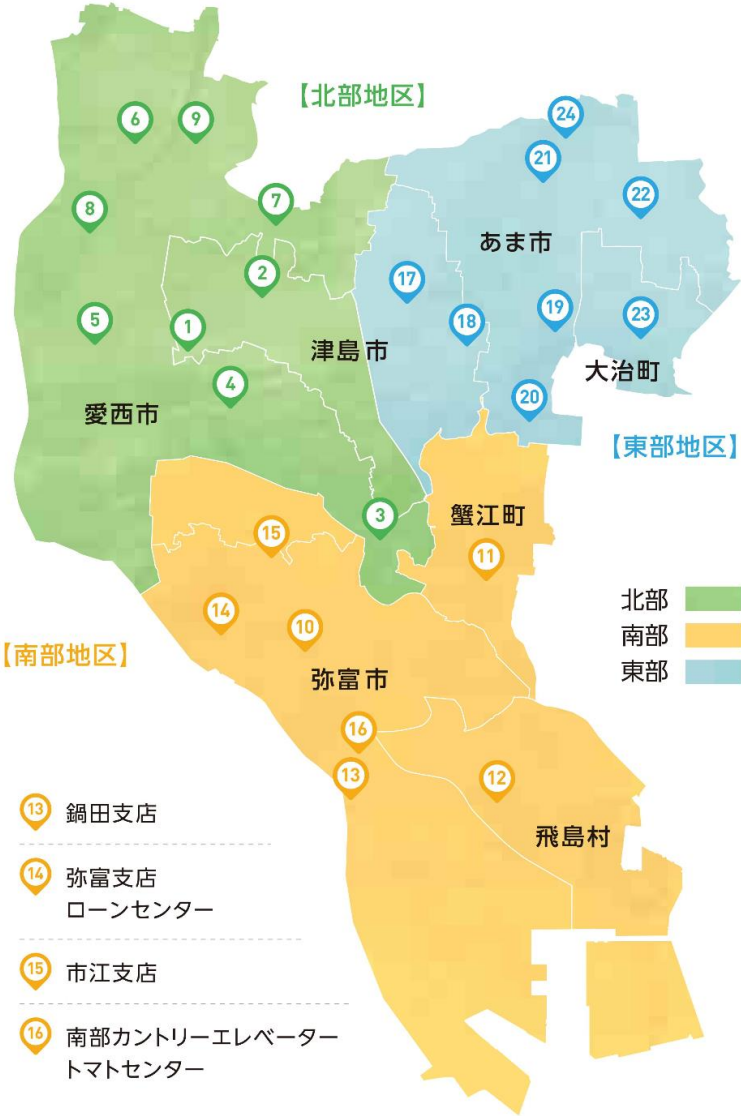 【北部地区】
24
6
9
21
22
7
8
あま市
2
17
19
23
5
1
18
津島市
大治町
4
20
愛西市
【東部地区】
3
蟹江町
15
11
北部
14
10
南部
【南部地区】
東部
弥富市
16
13
12
飛島村
13 鍋田支店
14 弥富支店
ローンセンター
15 市江支店
16 南部カントリーエレベーター
トマトセンター